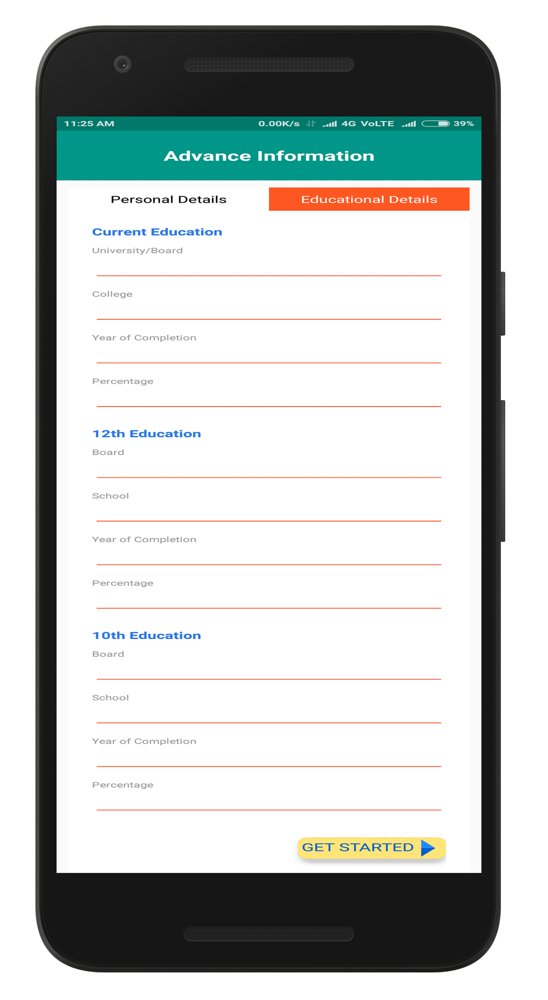 11:25 AM 0.00K/s 4G VoLTE 39%
Advance Information
Personal Details Educational Details
Current Education
University/Board
College
Year of Completion
Percentage
12th Education
Board
School
Year of Completion
Percentage
10th Education
Board
School
Year of Completion
Percentage
GET STARTED